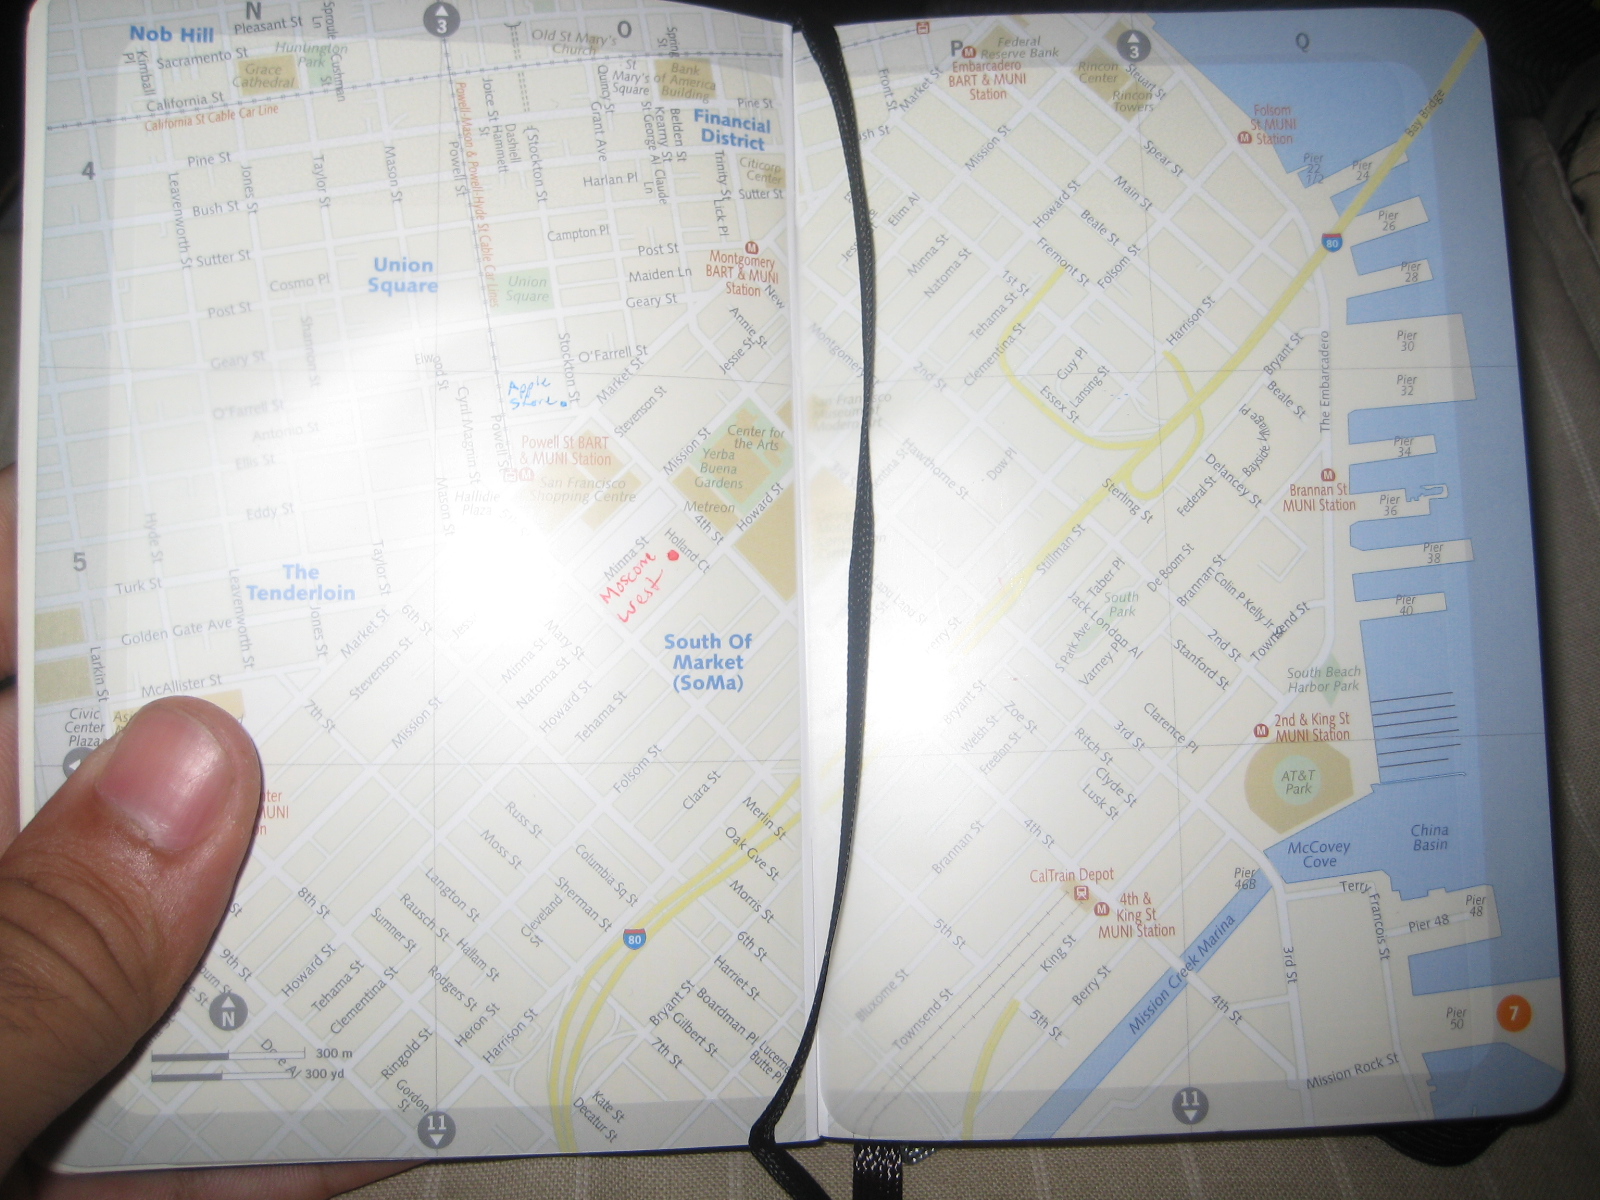 N
3
O
Nob Hill
Pleasant St
Sproule
Ln
Sacramento St
Huntington
Park
Cushman
St
Kimball
Pl
Grace
Cathedral
California St
California St Cable Car Line
Old St Mary's
Church
St
Mary's
Square
Spring
St
Bank
of America
Building
Pine St
Financial
District
Joice St
Quincy St
Grant Ave
St George Al
Kearny St
Belden St
Claude
Ln
Dashiell
Hammett
St
Stockton St
Powell-Mason & Powell-Hyde St Cable Car Lines
Powell St
4
Pine St
Leavenworth St
Jones St
Taylor St
Mason St
Harlan Pl
Trinity St
Citicorp
Center
Sutter St
Lick Pl
Bush St
Campton Pl
Sutter St
Union
Square
Cosmo Pl
Post St
Maiden Ln
Geary St
Montgomery
BART & MUNI
Station
New
Union
Square
Post St
Shannon St
Annie St
Jessie St
Geary St
Elwood
St
Stockton St
O'Farrell St
Market St
Apple
Store.
Stevenson St
O'Farrell St
Antonio St
Cyril Magnin St
Powell St
Ellis St
Powell St BART
& MUNI Station
San Francisco
Shopping Centre
Hallidie
Plaza
Mission St
Center for
the Arts
Yerba
Buena
Gardens
Metreon
Howard St
4th St
Holland Ct
Eddy St
Mason St
Hyde St
5
Taylor St
Minna St
Moscone
West
The
Tenderloin
Turk St
Leavenworth St
Jones St
Golden Gate Ave
Market St
6th St
South Of
Market
(SoMa)
Larkin St
McAllister St
Stevenson St
Mary St
Minna St
Natoma St
Howard St
Tehama St
Civic
Center
Plaza
7th St
Mission St
Folsom St
Clara St
Merlin St
Oak Gve St
Morris St
Russ St
Moss St
Columbia Sq St
Sherman St
Cleveland
St
Langton St
Rausch St
Sumner St
Hallam St
8th St
9th St
Howard St
Tehama St
Clementina St
Rodgers St
Heron St
Harrison St
Ringold St
Gordon
St
80
6th St
Harriet St
Boardman Pl
Bryant St
Gilbert St
7th St
Lucerne
Butte Pl
Kate St
Decatur St
N
300 m
300 yd
11
P
3
Q
Federal
Reserve Bank
Embarcadero
BART & MUNI
Station
Rincon
Center
Rincon
Towers
Steuart St
Front St
Market St
Folsom
St MUNI
Station
Bay Bridge
Mission St
Spear St
Main St
Howard St
Beale St
Fremont St
Folsom St
Elim Al
Minna St
Natoma St
1st St
Tehama St
Clementina St
Harrison St
80
Pier
22
1/2
Pier
24
Pier
26
Pier
28
Pier
30
Pier
32
Pier
34
Pier
36
Pier
38
Pier
40
2nd St
Guy Pl
Lansing St
Essex St
Bryant St
Beale St
The Embarcadero
Bayside Village Pl
Hawthorne St
Dow Pl
Sterling St
Federal St
Delancey St
Brannan St
MUNI Station
Stillman St
Taber Pl
De Boom St
Brannan St
Colin P Kelly Jr St
Jack London Al
South
Park
S Park Ave
Varney Pl
2nd St
Townsend St
Stanford St
South Beach
Harbor Park
Bryant St
Welsh St
Zoe St
Freelon St
Ritch St
3rd St
Clarence Pl
Clyde St
Lusk St
2nd & King St
MUNI Station
AT&T
Park
China
Basin
McCovey
Cove
4th St
Brannan St
CalTrain Depot
4th &
King St
MUNI Station
Pier
46B
Terry
Francois St
Pier 48
Pier
48
5th St
King St
Berry St
Mission Creek Marina
3rd St
4th St
Bluxome St
Townsend St
5th St
Mission Rock St
Pier
50
7
11